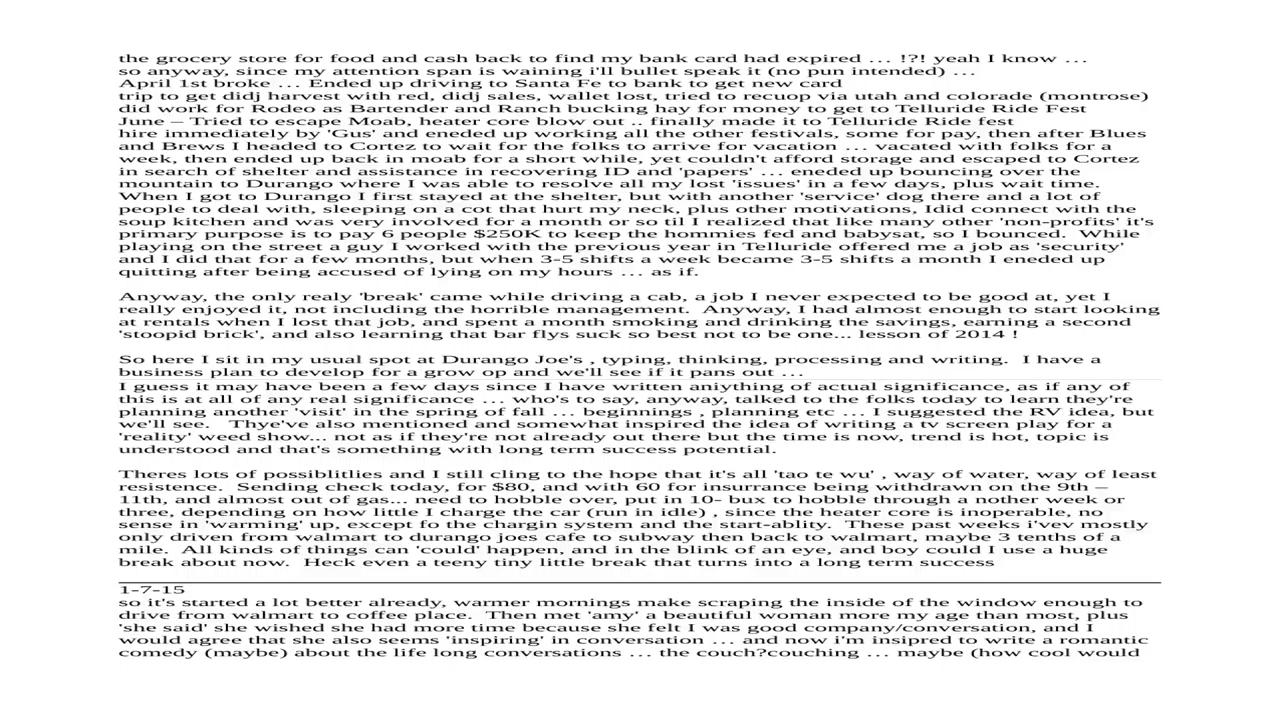 the grocery store for food and cash back to find my bank card had expired … !?! yeah I know …
so anyway, since my attention span is waining i'll bullet speak it (no pun intended) …
April 1st broke … Ended up driving to Santa Fe to bank to get new card
trip to get didj harvest with red, didj sales, wallet lost, tried to recuop via utah and colorade (montrose)
did work for Rodeo as Bartender and Ranch bucking hay for money to get to Telluride Ride Fest
June – Tried to escape Moab, heater core blow out .. finally made it to Telluride Ride fest
hire immediately by 'Gus' and eneded up working all the other festivals, some for pay, then after Blues
and Brews I headed to Cortez to wait for the folks to arrive for vacation … vacated with folks for a
week, then ended up back in moab for a short while, yet couldn't afford storage and escaped to Cortez
in search of shelter and assistance in recovering ID and 'papers' … eneded up bouncing over the
mountain to Durango where I was able to resolve all my lost 'issues' in a few days, plus wait time.
When I got to Durango I first stayed at the shelter, but with another 'service' dog there and a lot of
people to deal with, sleeping on a cot that hurt my neck, plus other motivations, Idid connect with the
soup kitchen and was very involved for a month or so til I realized that like many other 'non-profits' it's
primary purpose is to pay 6 people $250K to keep the hommies fed and babysat, so I bounced.  While
playing on the street a guy I worked with the previous year in Telluride offered me a job as 'security'
and I did that for a few months, but when 3-5 shifts a week became 3-5 shifts a month I eneded up
quitting after being accused of lying on my hours … as if.
Anyway, the only realy 'break' came while driving a cab, a job I never expected to be good at, yet I
really enjoyed it, not including the horrible management.  Anyway, I had almost enough to start looking
at rentals when I lost that job, and spent a month smoking and drinking the savings, earning a second
'stoopid brick', and also learning that bar flys suck so best not to be one... lesson of 2014 !
So here I sit in my usual spot at Durango Joe's , typing, thinking, processing and writing.  I have a
business plan to develop for a grow op and we'll see if it pans out …
I guess it may have been a few days since I have written aniything of actual significance, as if any of
this is at all of any real significance … who's to say, anyway, talked to the folks today to learn they're
planning another 'visit' in the spring of fall … beginnings , planning etc … I suggested the RV idea, but
we'll see.   Thye've also mentioned and somewhat inspired the idea of writing a tv screen play for a
'reality' weed show... not as if they're not already out there but the time is now, trend is hot, topic is
understood and that's something with long term success potential.
Theres lots of possiblitlies and I still cling to the hope that it's all 'tao te wu' , way of water, way of least
resistence.  Sending check today, for $80, and with 60 for insurrance being withdrawn on the 9th –
11th, and almost out of gas... need to hobble over, put in 10- bux to hobble through a nother week or
three, depending on how little I charge the car (run in idle) , since the heater core is inoperable, no
sense in 'warming' up, except fo the chargin system and the start-ablity.  These past weeks i'vev mostly
only driven from walmart to durango joes cafe to subway then back to walmart, maybe 3 tenths of a
mile.  All kinds of things can 'could' happen, and in the blink of an eye, and boy could I use a huge
break about now.  Heck even a teeny tiny little break that turns into a long term success
1-7-15
so it's started a lot better already, warmer mornings make scraping the inside of the window enough to
drive from walmart to coffee place.  Then met 'amy' a beautiful woman more my age than most, plus
'she said' she wished she had more time because she felt I was good company/conversation, and I
would agree that she also seems 'inspiring' in conversation … and now i'm insipred to write a romantic
comedy (maybe) about the life long conversations … the couch?couching … maybe (how cool would